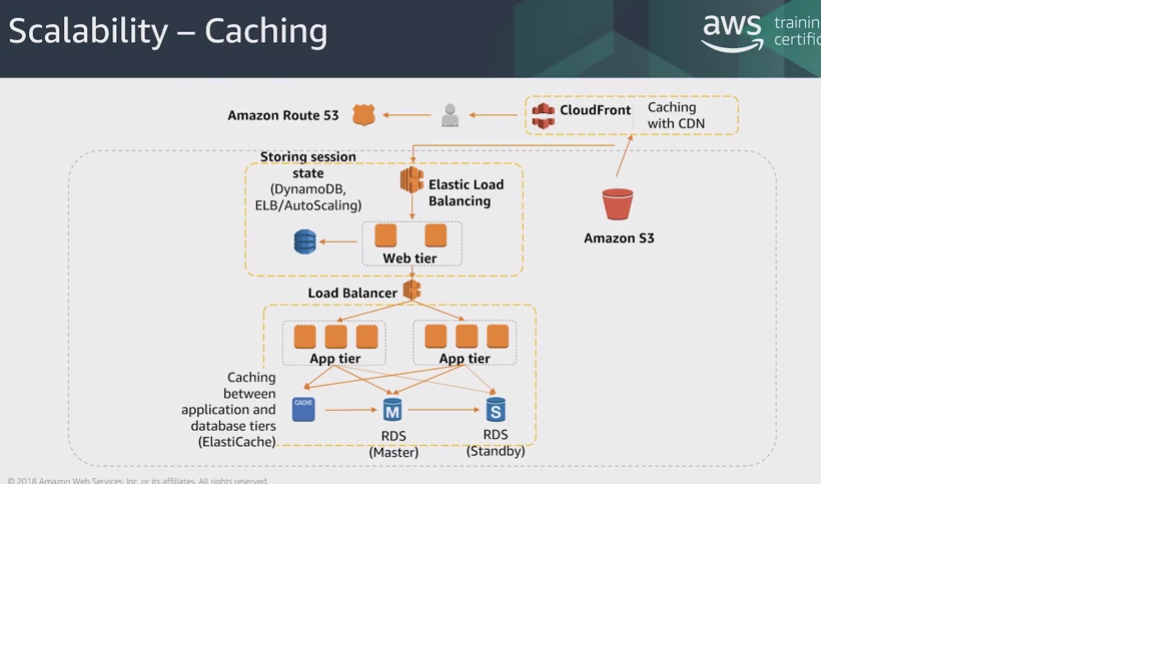 Scalability – Caching
aws
Amazon Route 53
CloudFront
Caching
with CDN
Storing session
state
(DynamoDB,
ELB/AutoScaling)
Elastic Load
Balancing
Web tier
Amazon S3
Load Balancer
App tier
App tier
Caching
between
application and
database tiers
(ElastiCache)
CACHE
M
S
RDS
(Master)
RDS
(Standby)
© 2018 Amazon Web Services, Inc. or its affiliates. All rights reserved.